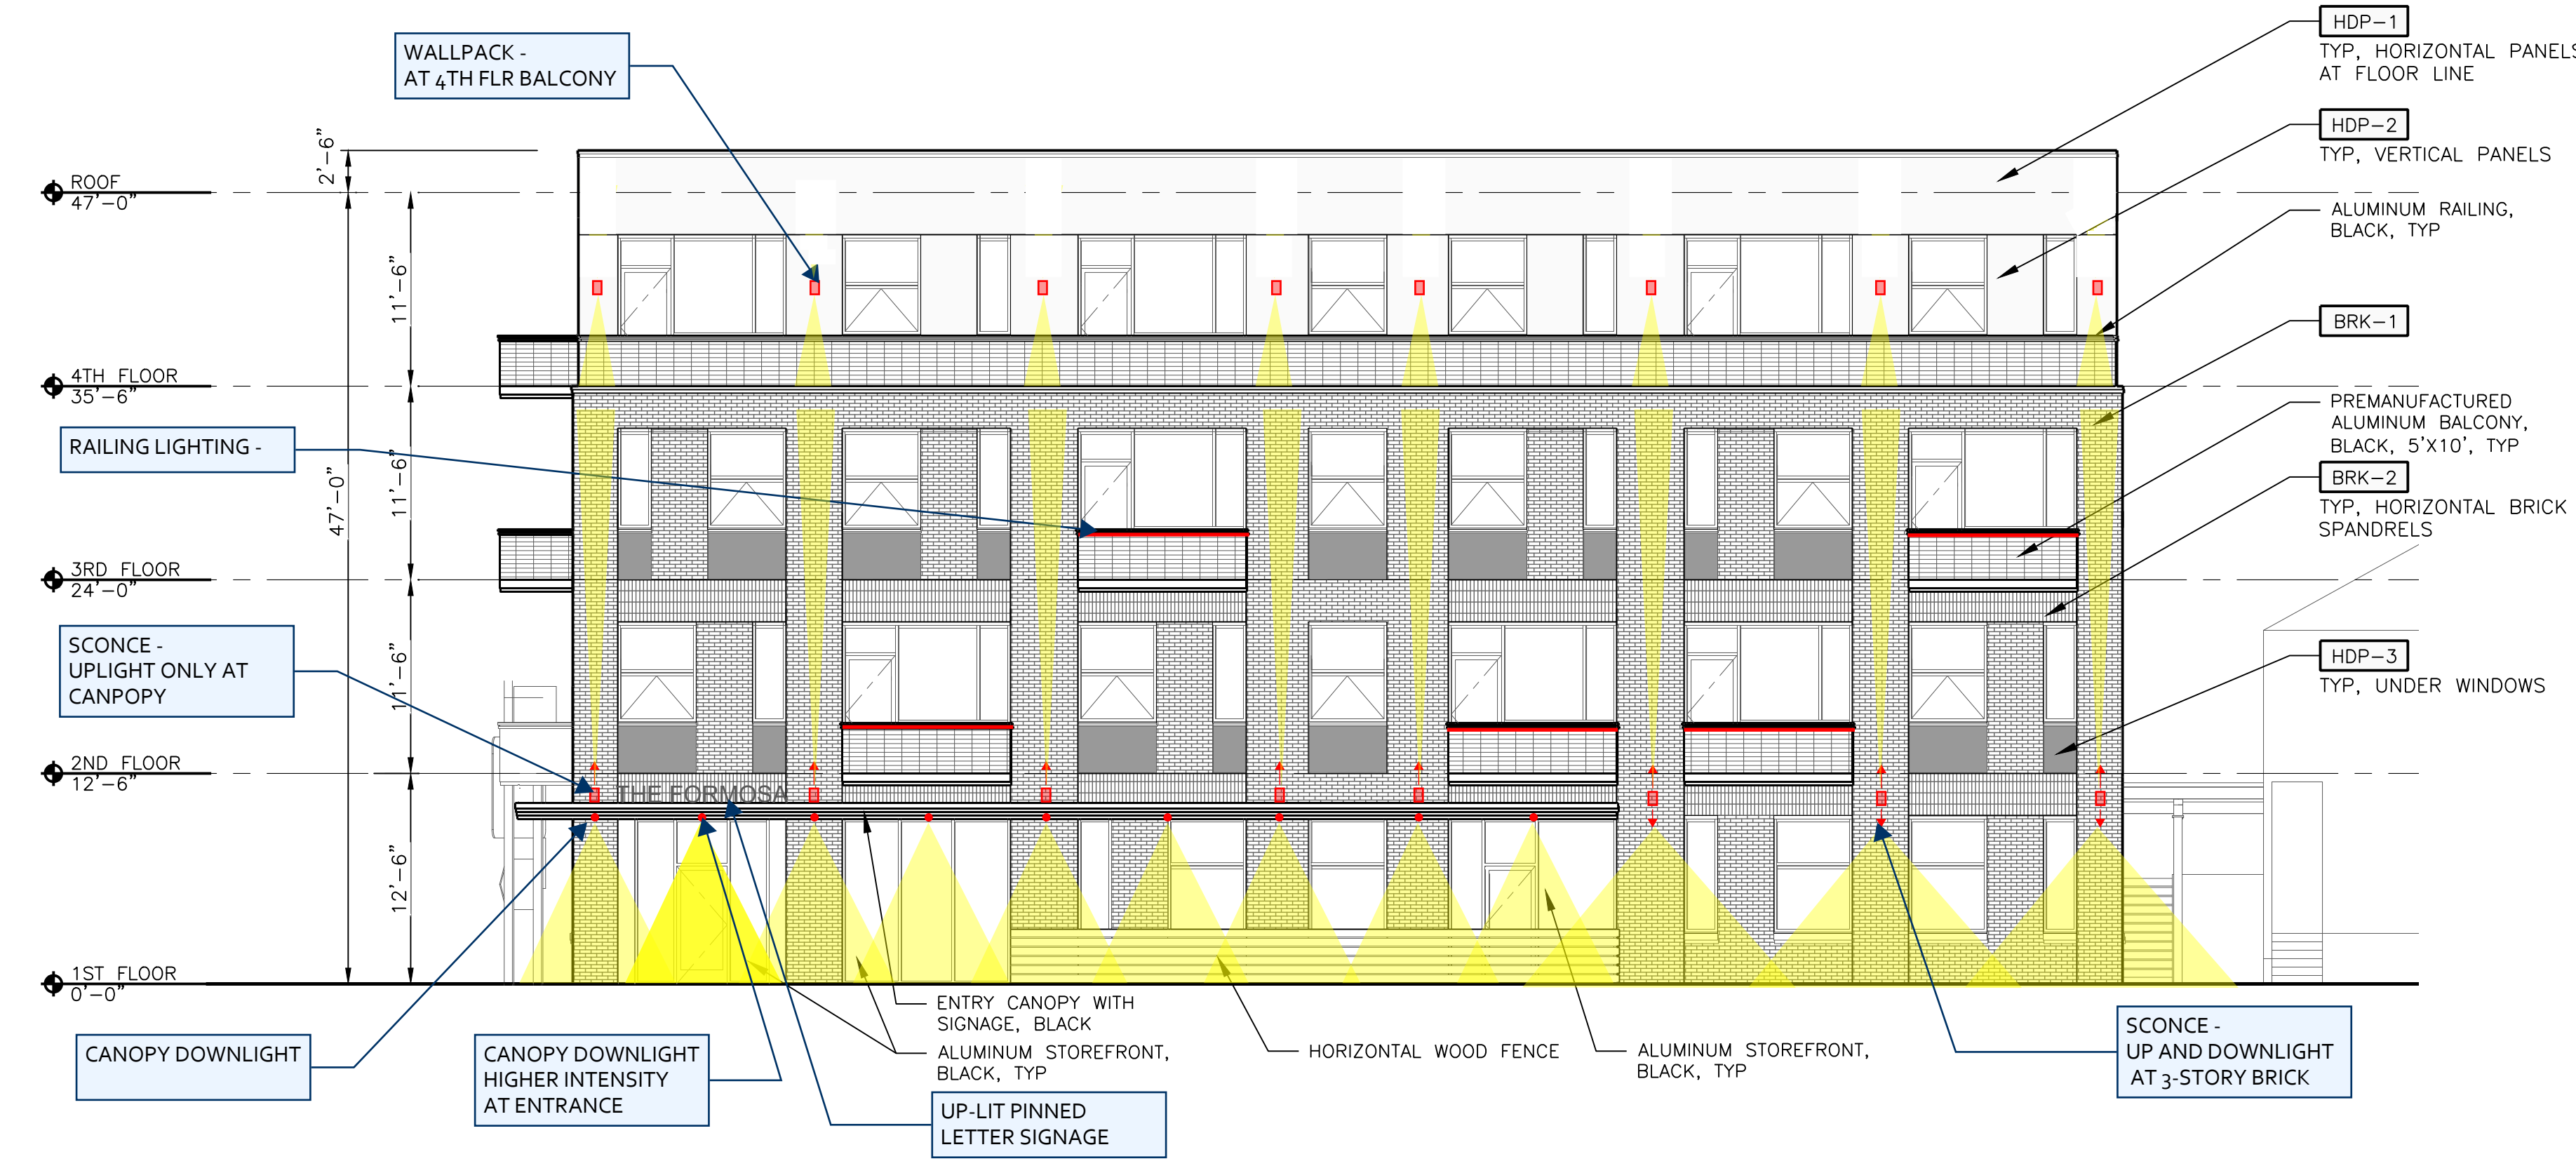 WALLPACK -
AT 4TH FLR BALCONY
HDP-1
TYP, HORIZONTAL PANELS
AT FLOOR LINE
HDP-2
TYP, VERTICAL PANELS
ALUMINUM RAILING,
BLACK, TYP
BRK-1
PREMANUFACTURED
ALUMINUM BALCONY,
BLACK, 5'X10', TYP
BRK-2
TYP, HORIZONTAL BRICK
SPANDRELS
HDP-3
TYP, UNDER WINDOWS
2'-6"
ROOF
47'-0"
11'-6"
4TH FLOOR
35'-6"
RAILING LIGHTING -
47'-0"
11'-6"
3RD FLOOR
24'-0"
SCONCE -
UPLIGHT ONLY AT
CANPOPY
11'-6"
2ND FLOOR
12'-6"
THE FORMOSA
12'-6"
1ST FLOOR
0'-0"
CANOPY DOWNLIGHT
CANOPY DOWNLIGHT
HIGHER INTENSITY
AT ENTRANCE
ENTRY CANOPY WITH
SIGNAGE, BLACK
ALUMINUM STOREFRONT,
BLACK, TYP
UP-LIT PINNED
LETTER SIGNAGE
HORIZONTAL WOOD FENCE
ALUMINUM STOREFRONT,
BLACK, TYP
SCONCE -
UP AND DOWNLIGHT
AT 3-STORY BRICK